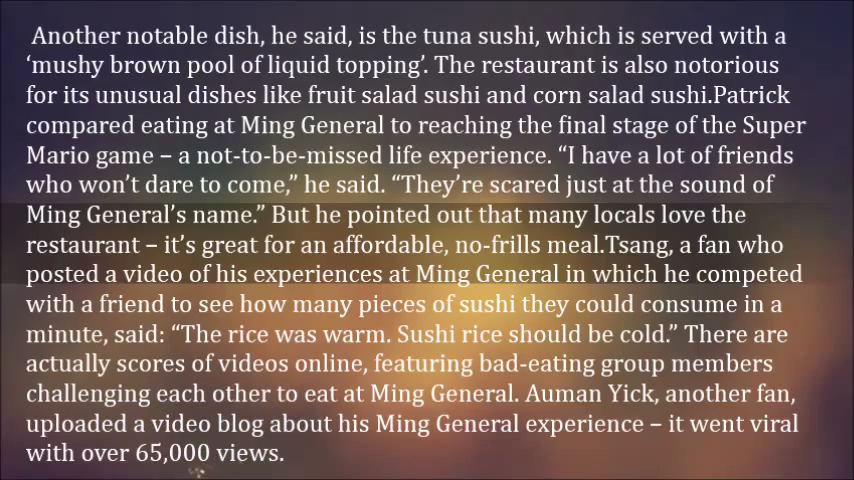 Another notable dish, he said, is the tuna sushi, which is served with a
‘mushy brown pool of liquid topping’. The restaurant is also notorious
for its unusual dishes like fruit salad sushi and corn salad sushi.Patrick
compared eating at Ming General to reaching the final stage of the Super
Mario game – a not-to-be-missed life experience. “I have a lot of friends
who won’t dare to come,” he said. “They’re scared just at the sound of
Ming General’s name.” But he pointed out that many locals love the
restaurant – it’s great for an affordable, no-frills meal.Tsang, a fan who
posted a video of his experiences at Ming General in which he competed
with a friend to see how many pieces of sushi they could consume in a
minute, said: “The rice was warm. Sushi rice should be cold.” There are
actually scores of videos online, featuring bad-eating group members
challenging each other to eat at Ming General. Auman Yick, another fan,
uploaded a video blog about his Ming General experience – it went viral
with over 65,000 views.